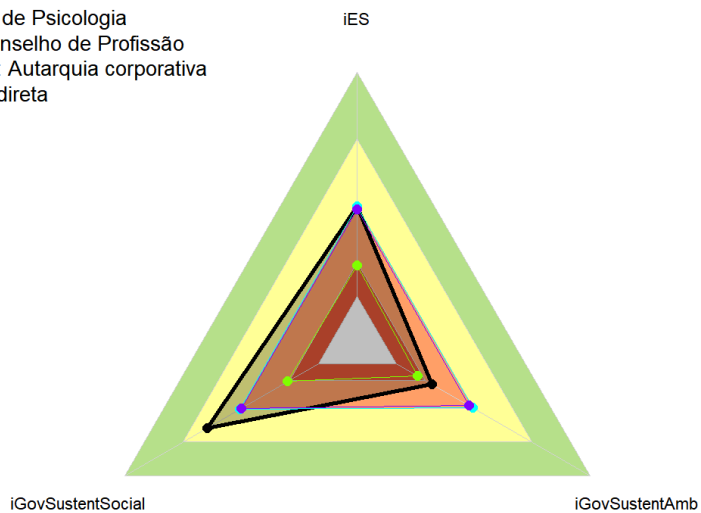 de Psicologia
nselho de Profissão
Autarquia corporativa
direta
iES
iGovSustentSocial
iGovSustentAmb